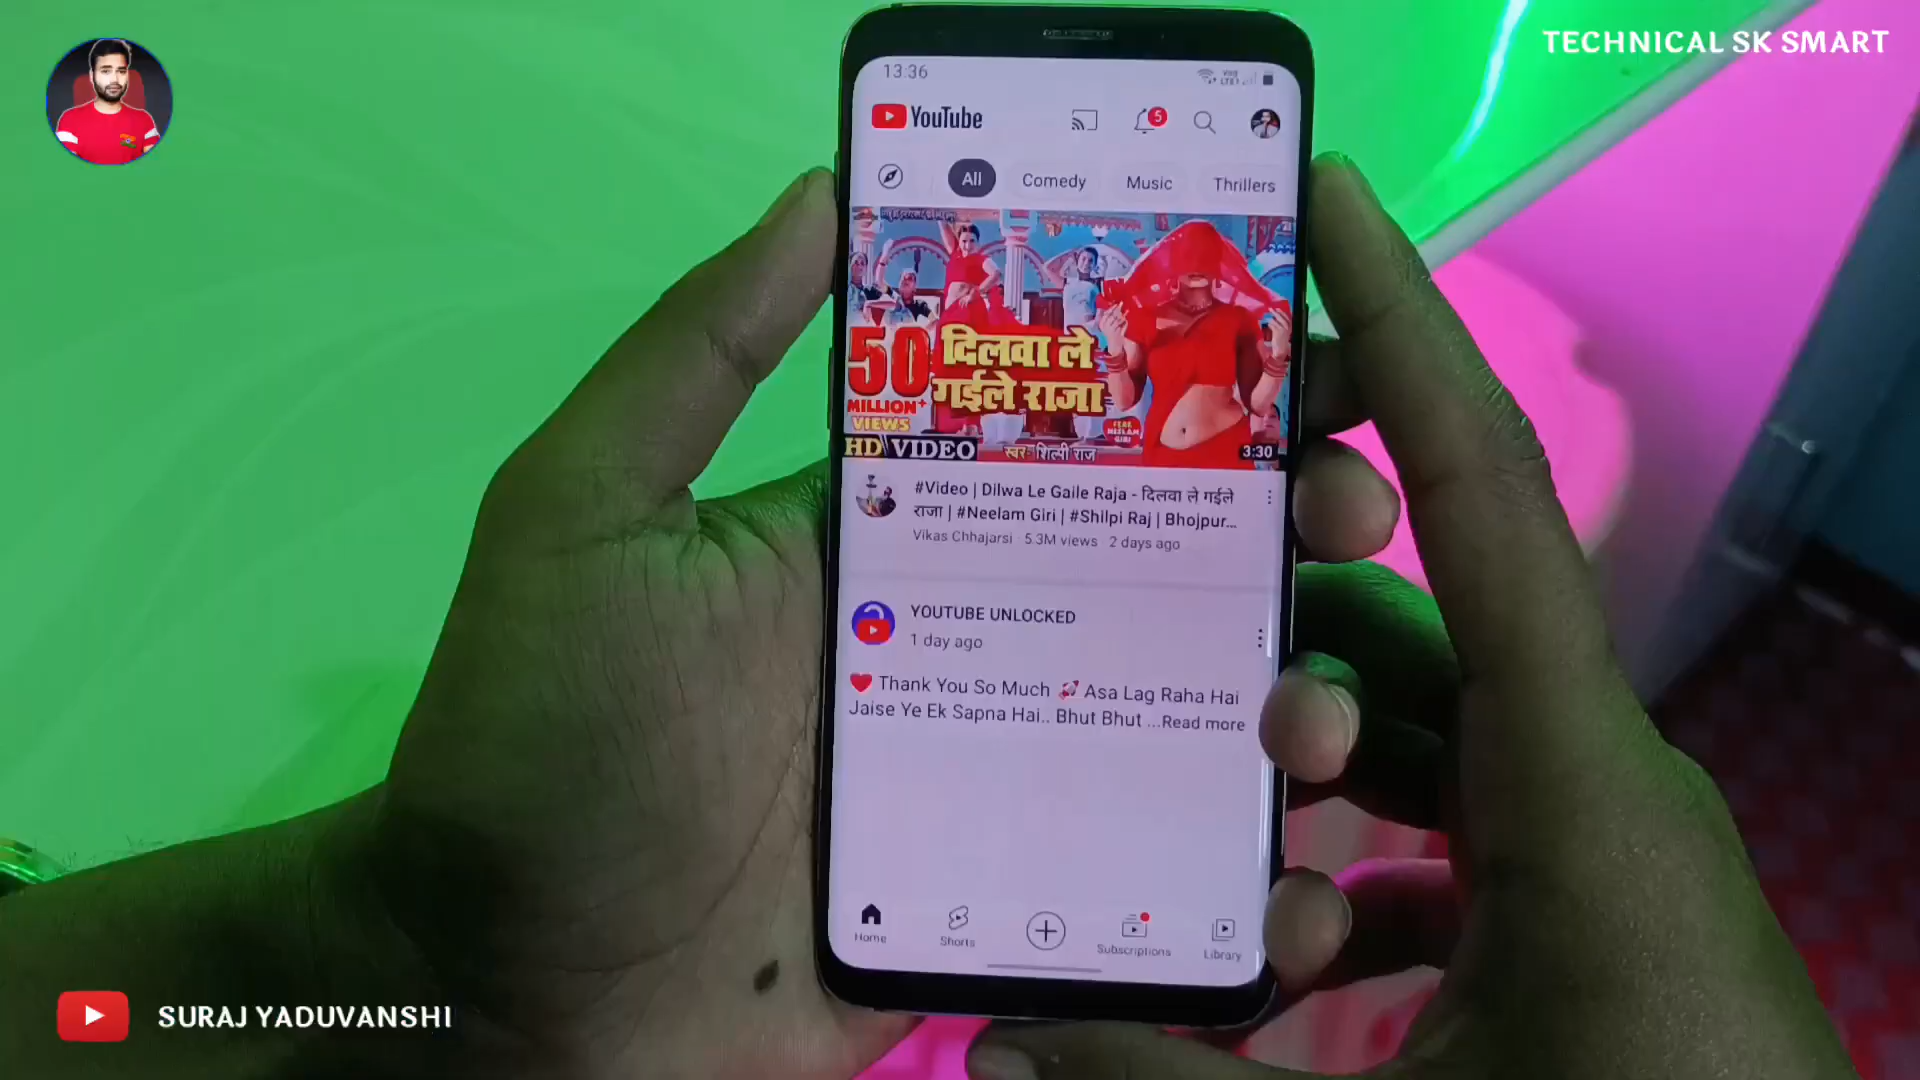 TECHNICAL SK SMART
13:36
YouTube
5
All
Comedy
Music
Thrillers
50
MILLION+
VIEWS
HD VIDEO
दिलवा ले
गईले राजा
स्वर- शिल्पी राज
FEAT
NEELAM
GIRI
3:30
#Video | Dilwa Le Gaile Raja - दिलवा ले गईले
राजा | #Neelam Giri | #Shilpi Raj | Bhojpur...
Vikas Chhajarsi · 5.3M views · 2 days ago
YOUTUBE UNLOCKED
1 day ago
❤️ Thank You So Much 🚀 Asa Lag Raha Hai
Jaise Ye Ek Sapna Hai.. Bhut Bhut ...Read more
Home
Shorts
Subscriptions
Library
SURAJ YADUVANSHI